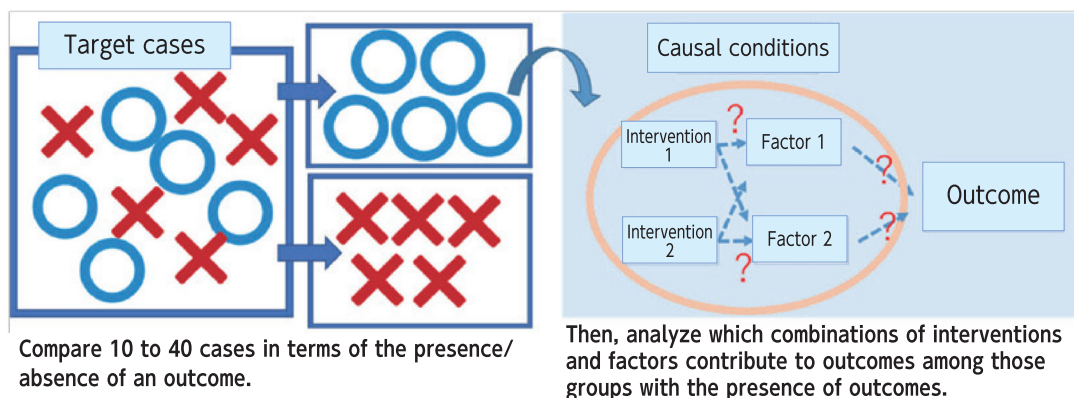 Target cases
Causal conditions
Intervention
1
?
Factor 1
?
Outcome
Intervention
2
?
Factor 2
?
Compare 10 to 40 cases in terms of the presence/
absence of an outcome.
Then, analyze which combinations of interventions
and factors contribute to outcomes among those
groups with the presence of outcomes.